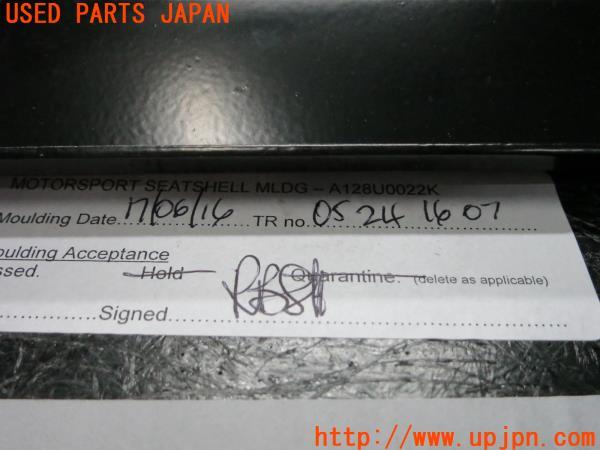 USED PARTS JAPAN
MOTORSPORT SEATSHELL MLDG – A128U0022K
Moulding Date 17/06/16 TR no. 05 24 16 07
oulding Acceptance
ssed. Hold Quarantine. (delete as applicable)
Signed
http://www.upjpn.com/